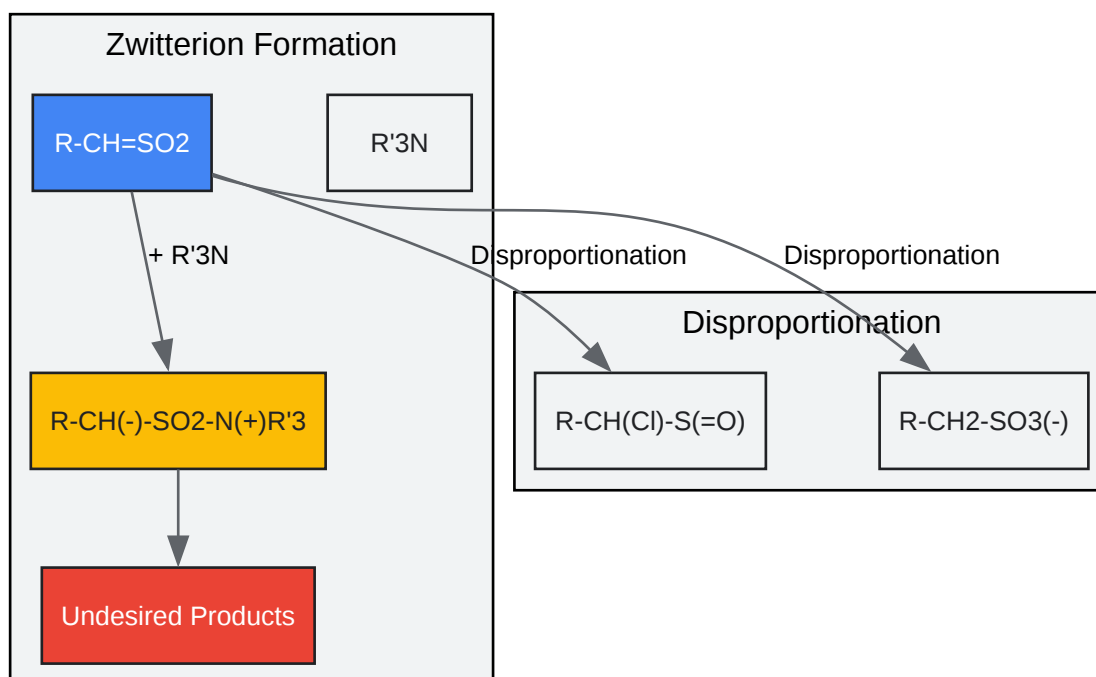 Zwitterion Formation
R-CH=SO2
R'3N
+ R'3N
Disproportionation
Disproportionation
Disproportionation
R-CH(-)-SO2-N(+)R'3
R-CH(Cl)-S(=O)
R-CH2-SO3(-)
Undesired Products